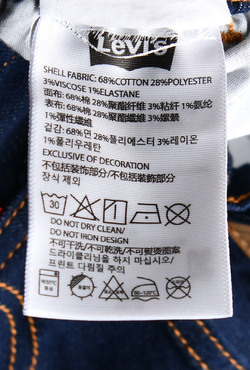 Levi's
SHELL FABRIC: 68%COTTON 28%POLYESTER
3%VISCOSE 1%ELASTANE
面布: 68%棉 28%聚酯纤维 3%粘纤 1%氨纶
表布: 68%棉 28%聚酯纖維 3%嫘縈
1%彈性纖維
겉감: 68%면 28%폴리에스터 3%레이온
1%폴리우레탄
EXCLUSIVE OF DECORATION
不包括装饰部分/不包括裝飾部分/
장식 제외
30
DO NOT DRY CLEAN/
DO NOT IRON DESIGN
不可干洗/不可乾洗/不可熨烫图案
드라이클리닝을 하지 마시오/
프린트 다림질 주의
80~120℃